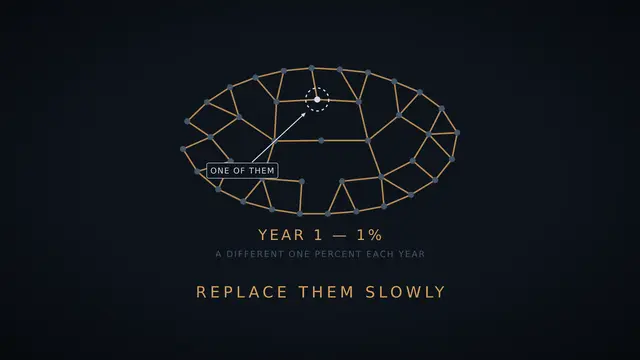 ONE OF THEM
YEAR 1 — 1%
A DIFFERENT ONE PERCENT EACH YEAR
REPLACE THEM SLOWLY